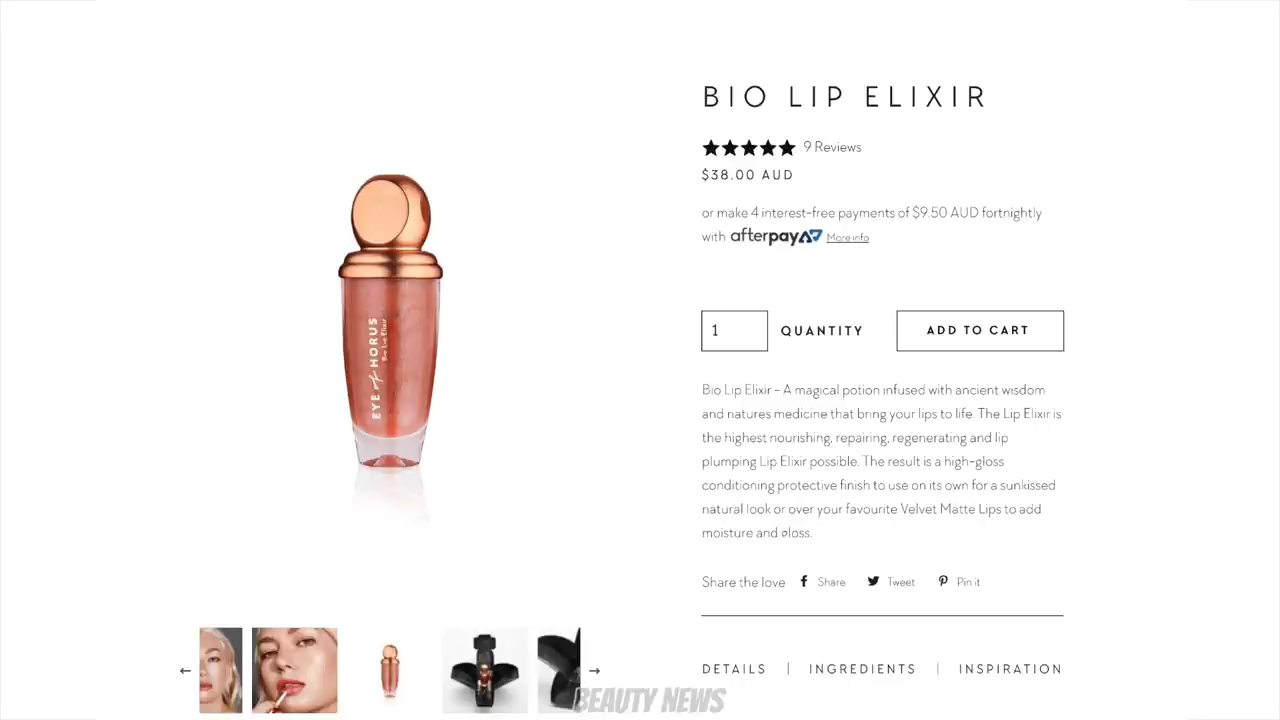 BIO LIP ELIXIR
9 Reviews
$38.00 AUD
or make 4 interest-free payments of $9.50 AUD fortnightly
with afterpay More info
1 QUANTITY ADD TO CART
EYE of HORUS
Bio Lip Elixir
Bio Lip Elixir – A magical potion infused with ancient wisdom
and natures medicine that bring your lips to life. The Lip Elixir is
the highest nourishing, repairing, regenerating and lip
plumping Lip Elixir possible. The result is a high-gloss
conditioning protective finish to use on its own for a sunkissed
natural look or over your favourite Velvet Matte Lips to add
moisture and gloss.
Share the love Share Tweet Pin it
← →
DETAILS | INGREDIENTS | INSPIRATION
BEAUTY NEWS